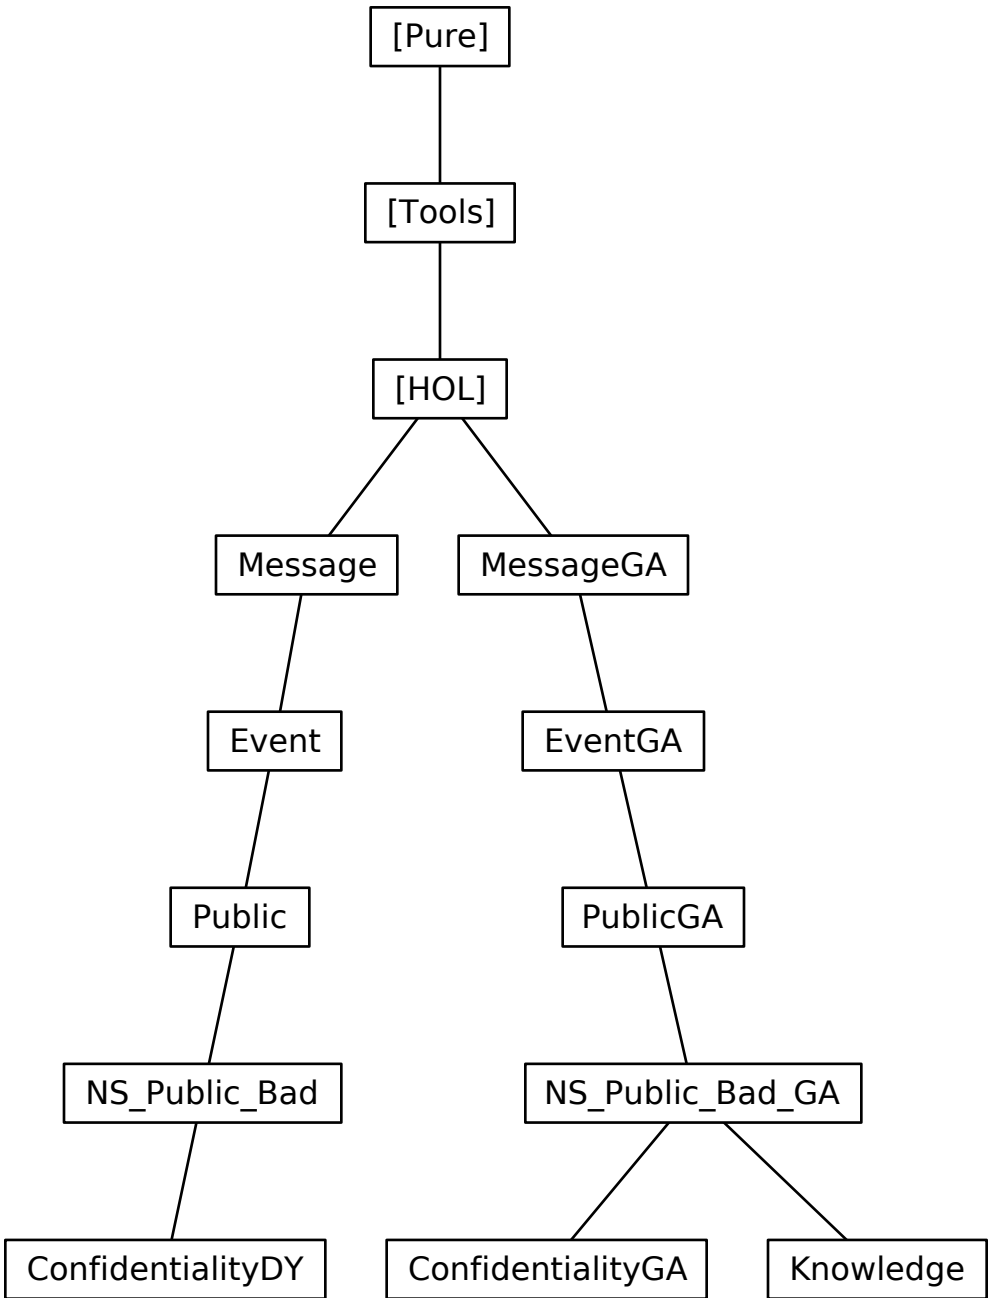 [Pure]
[Tools]
[HOL]
Message
MessageGA
Event
EventGA
Public
PublicGA
NS_Public_Bad
NS_Public_Bad_GA
ConfidentialityDY
ConfidentialityGA
Knowledge